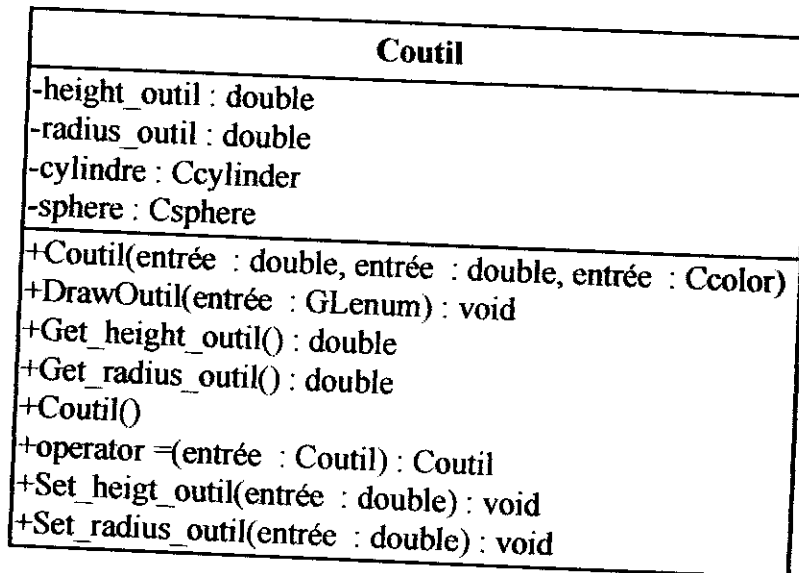 Coutil
-height_outil : double
-radius_outil : double
-cylindre : Ccylinder
-sphere : Csphere
+Coutil(entrée : double, entrée : double, entrée : Ccolor)
+DrawOutil(entrée : GLenum) : void
+Get_height_outil() : double
+Get_radius_outil() : double
+Coutil()
+operator =(entrée : Coutil) : Coutil
+Set_heigt_outil(entrée : double) : void
+Set_radius_outil(entrée : double) : void